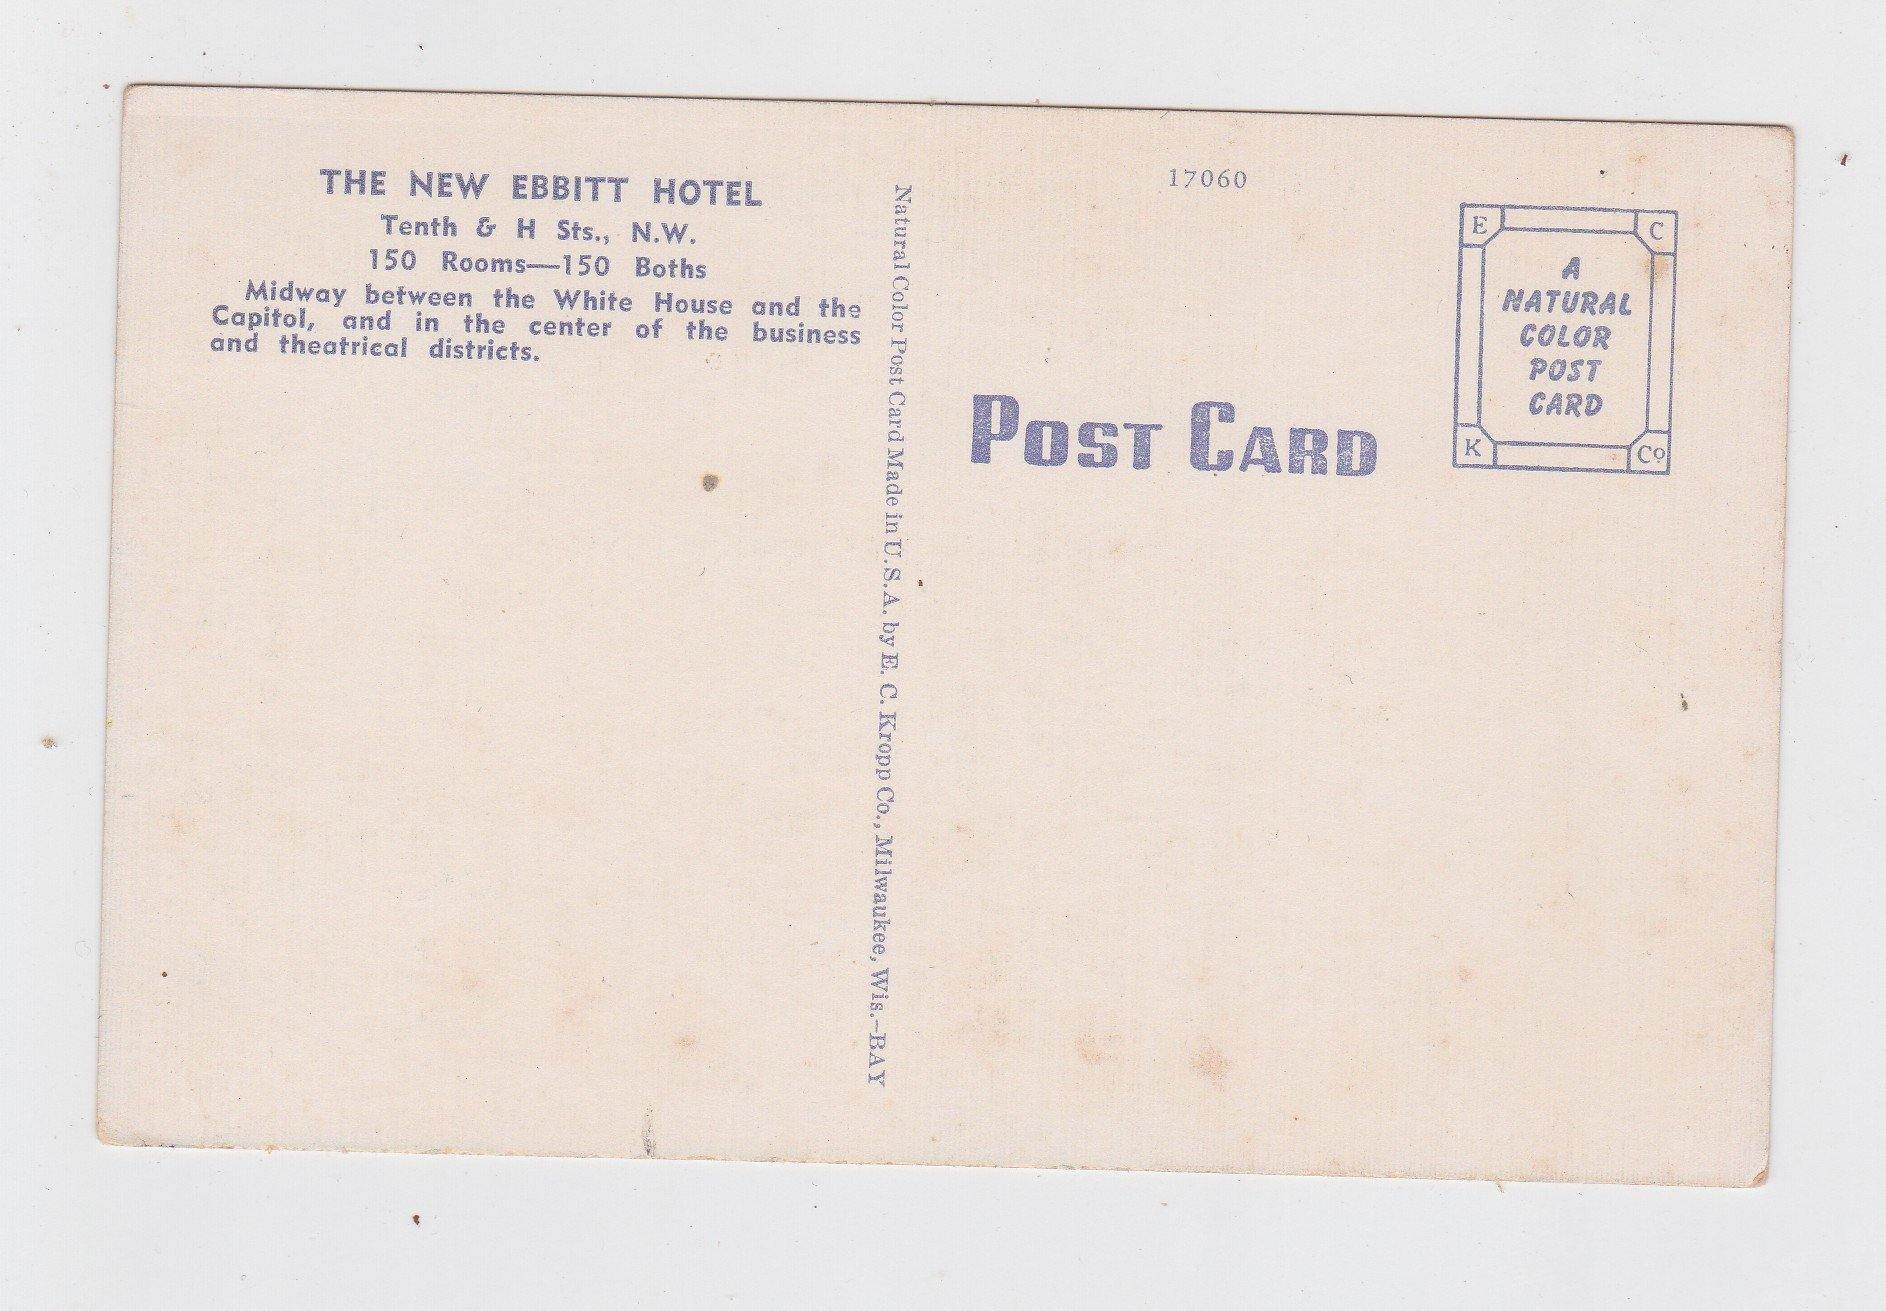 THE NEW EBBITT HOTEL
Tenth & H Sts., N.W.
150 Rooms—150 Boths
Midway between the White House and the
Capitol, and in the center of the business
and theatrical districts.
Natural Color Post Card Made in U.S.A. by E. C. Kropp Co., Milwaukee, Wis.—BAY
17060
POST CARD
E C
A
NATURAL
COLOR
POST
CARD
K Co